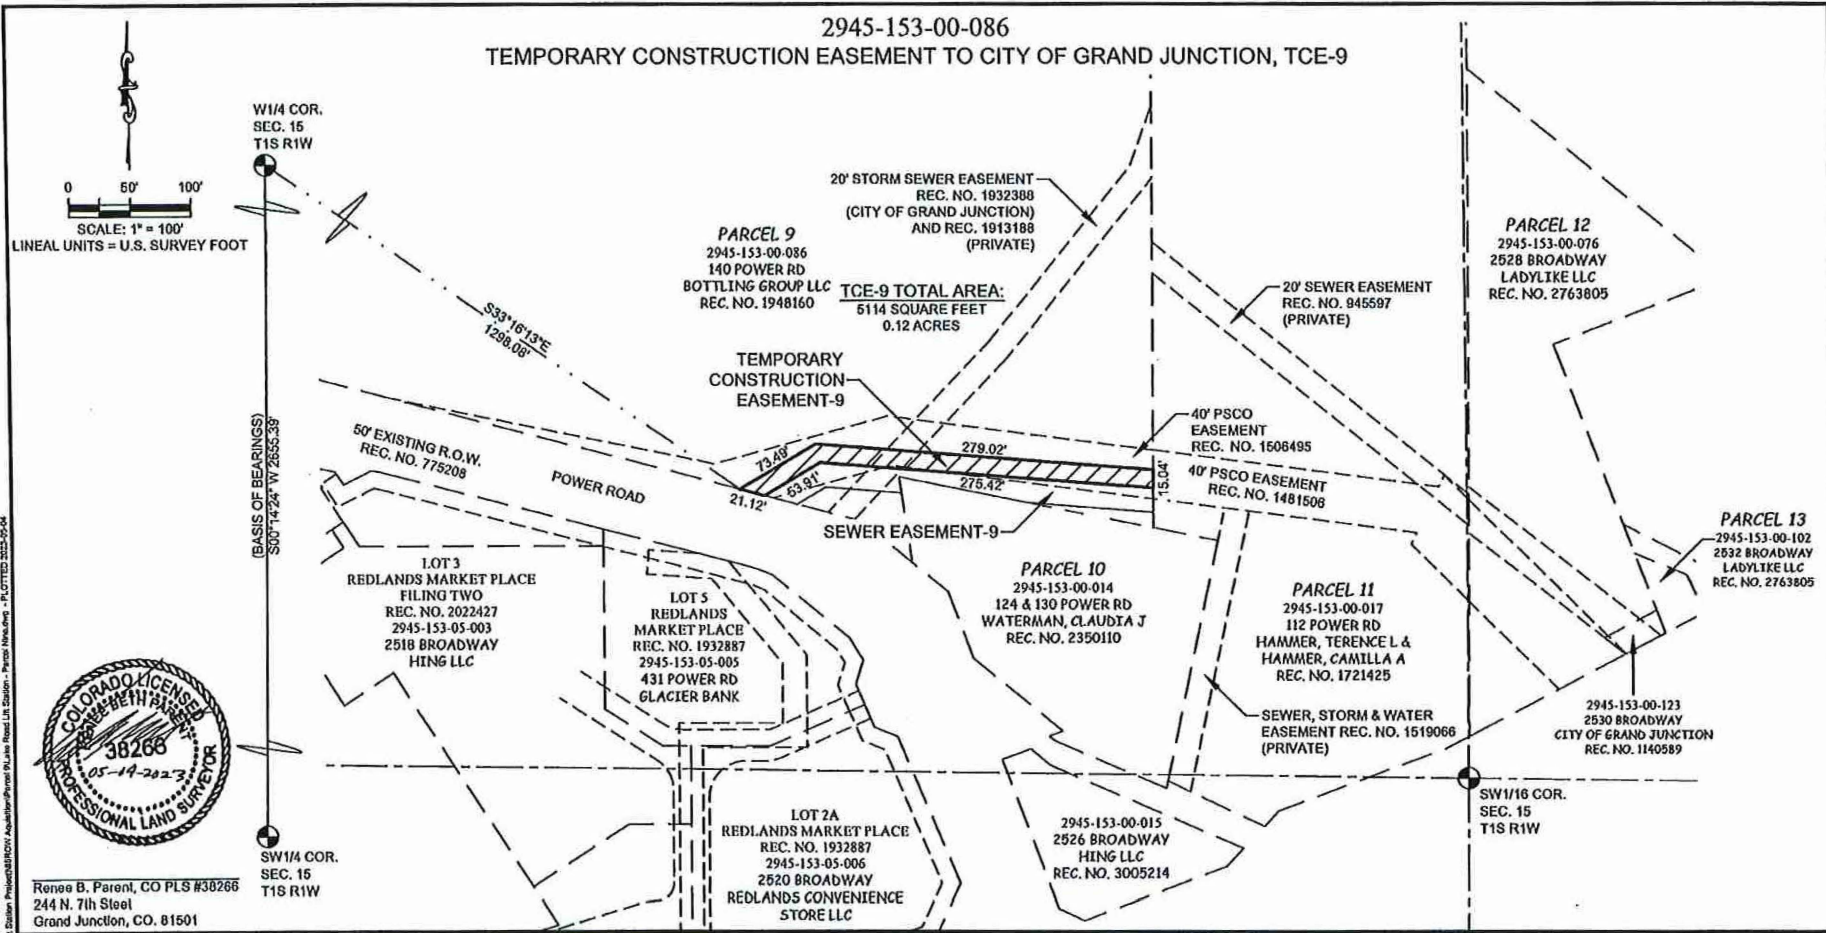 2945-153-00-086
TEMPORARY CONSTRUCTION EASEMENT TO CITY OF GRAND JUNCTION, TCE-9
W1/4 COR.
SEC. 15
T1S R1W
0 50' 100'
SCALE: 1" = 100'
LINEAL UNITS = U.S. SURVEY FOOT
20' STORM SEWER EASEMENT
REC. NO. 1932388
(CITY OF GRAND JUNCTION)
AND REC. 1913188
(PRIVATE)
PARCEL 9
2945-153-00-086
140 POWER RD
BOTTLING GROUP LLC
REC. NO. 1948160
TCE-9 TOTAL AREA:
5114 SQUARE FEET
0.12 ACRES
PARCEL 12
2945-153-00-076
2528 BROADWAY
LADYLIKE LLC
REC. NO. 2763805
20' SEWER EASEMENT
REC. NO. 945597
(PRIVATE)
S33°16'13"E
1298.08'
TEMPORARY
CONSTRUCTION
EASEMENT-9
(BASIS OF BEARINGS)
S00°14'24" W 2655.39'
50' EXISTING R.O.W.
REC. NO. 775208
POWER ROAD
73.49'
279.02'
53.91'
275.42'
21.12'
15.04'
40' PSCO
EASEMENT
REC. NO. 1506495
40' PSCO EASEMENT
REC. NO. 1481506
SEWER EASEMENT-9
PARCEL 13
2945-153-00-102
2532 BROADWAY
LADYLIKE LLC
REC. NO. 2763805
LOT 3
REDLANDS MARKET PLACE
FILING TWO
REC. NO. 2022427
2945-153-05-003
2518 BROADWAY
HING LLC
LOT 5
REDLANDS
MARKET PLACE
REC. NO. 1932887
2945-153-05-005
431 POWER RD
GLACIER BANK
PARCEL 10
2945-153-00-014
124 & 130 POWER RD
WATERMAN, CLAUDIA J
REC. NO. 2350110
PARCEL 11
2945-153-00-017
112 POWER RD
HAMMER, TERENCE L &
HAMMER, CAMILLA A
REC. NO. 1721425
SEWER, STORM & WATER
EASEMENT REC. NO. 1519066
(PRIVATE)
2945-153-00-123
2530 BROADWAY
CITY OF GRAND JUNCTION
REC. NO. 1140589
COLORADO LICENSED
RENEE BETH PARENT
38266
05-19-2023
PROFESSIONAL LAND SURVEYOR
SW1/4 COR.
SEC. 15
T1S R1W
LOT 2A
REDLANDS MARKET PLACE
REC. NO. 1932887
2945-153-05-006
2520 BROADWAY
REDLANDS CONVENIENCE
STORE LLC
2945-153-00-015
2526 BROADWAY
HING LLC
REC. NO. 3005214
SW1/16 COR.
SEC. 15
T1S R1W
Renee B. Parent, CO PLS #38266
244 N. 7th Steet
Grand Junction, CO. 81501